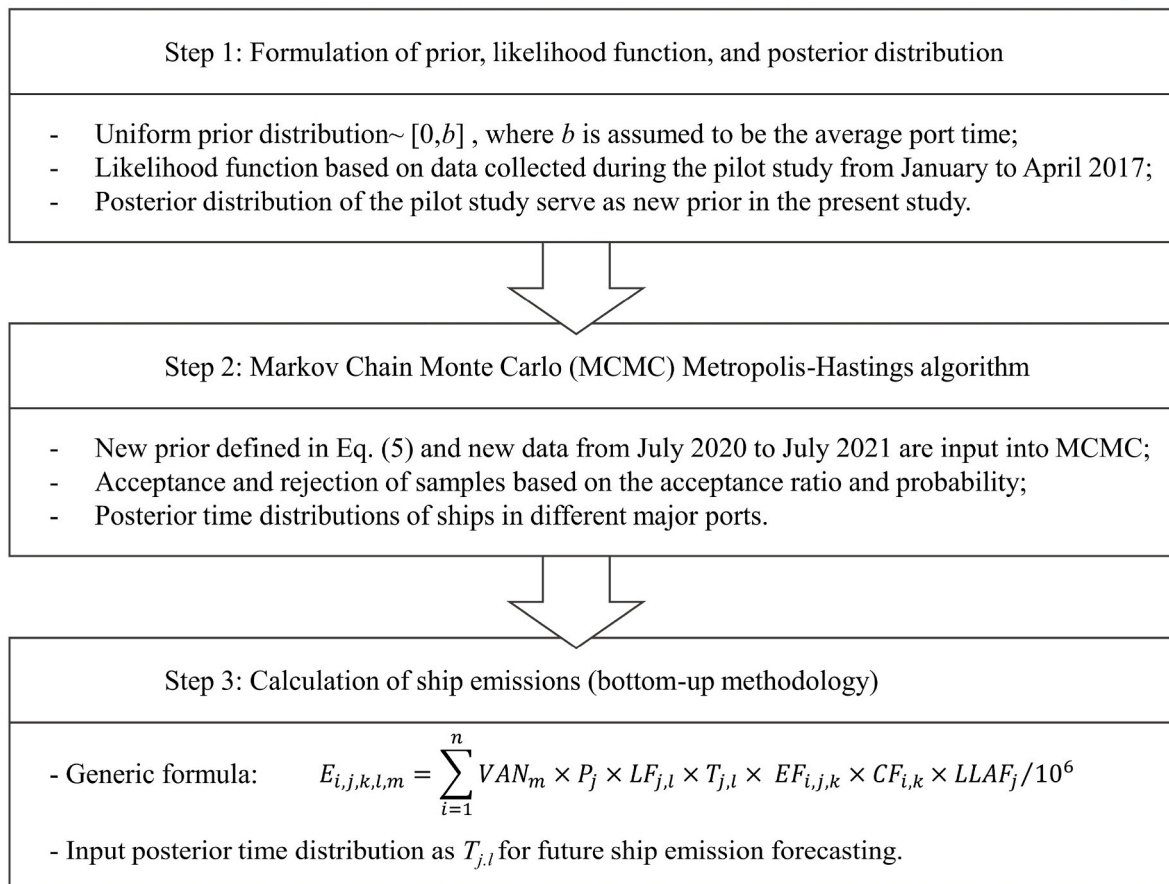 Step 1: Formulation of prior, likelihood function, and posterior distribution
- Uniform prior distribution~ [0,b] , where b is assumed to be the average port time;
- Likelihood function based on data collected during the pilot study from January to April 2017;
- Posterior distribution of the pilot study serve as new prior in the present study.
Step 2: Markov Chain Monte Carlo (MCMC) Metropolis-Hastings algorithm
- New prior defined in Eq. (5) and new data from July 2020 to July 2021 are input into MCMC;
- Acceptance and rejection of samples based on the acceptance ratio and probability;
- Posterior time distributions of ships in different major ports.
Step 3: Calculation of ship emissions (bottom-up methodology)
- Generic formula: E_{i,j,k,l,m} = \sum_{i=1}^{n} VAN_m × P_j × LF_{j,l} × T_{j,l} × EF_{i,j,k} × CF_{i,k} × LLAF_j/10^6
- Input posterior time distribution as T_{j.l} for future ship emission forecasting.